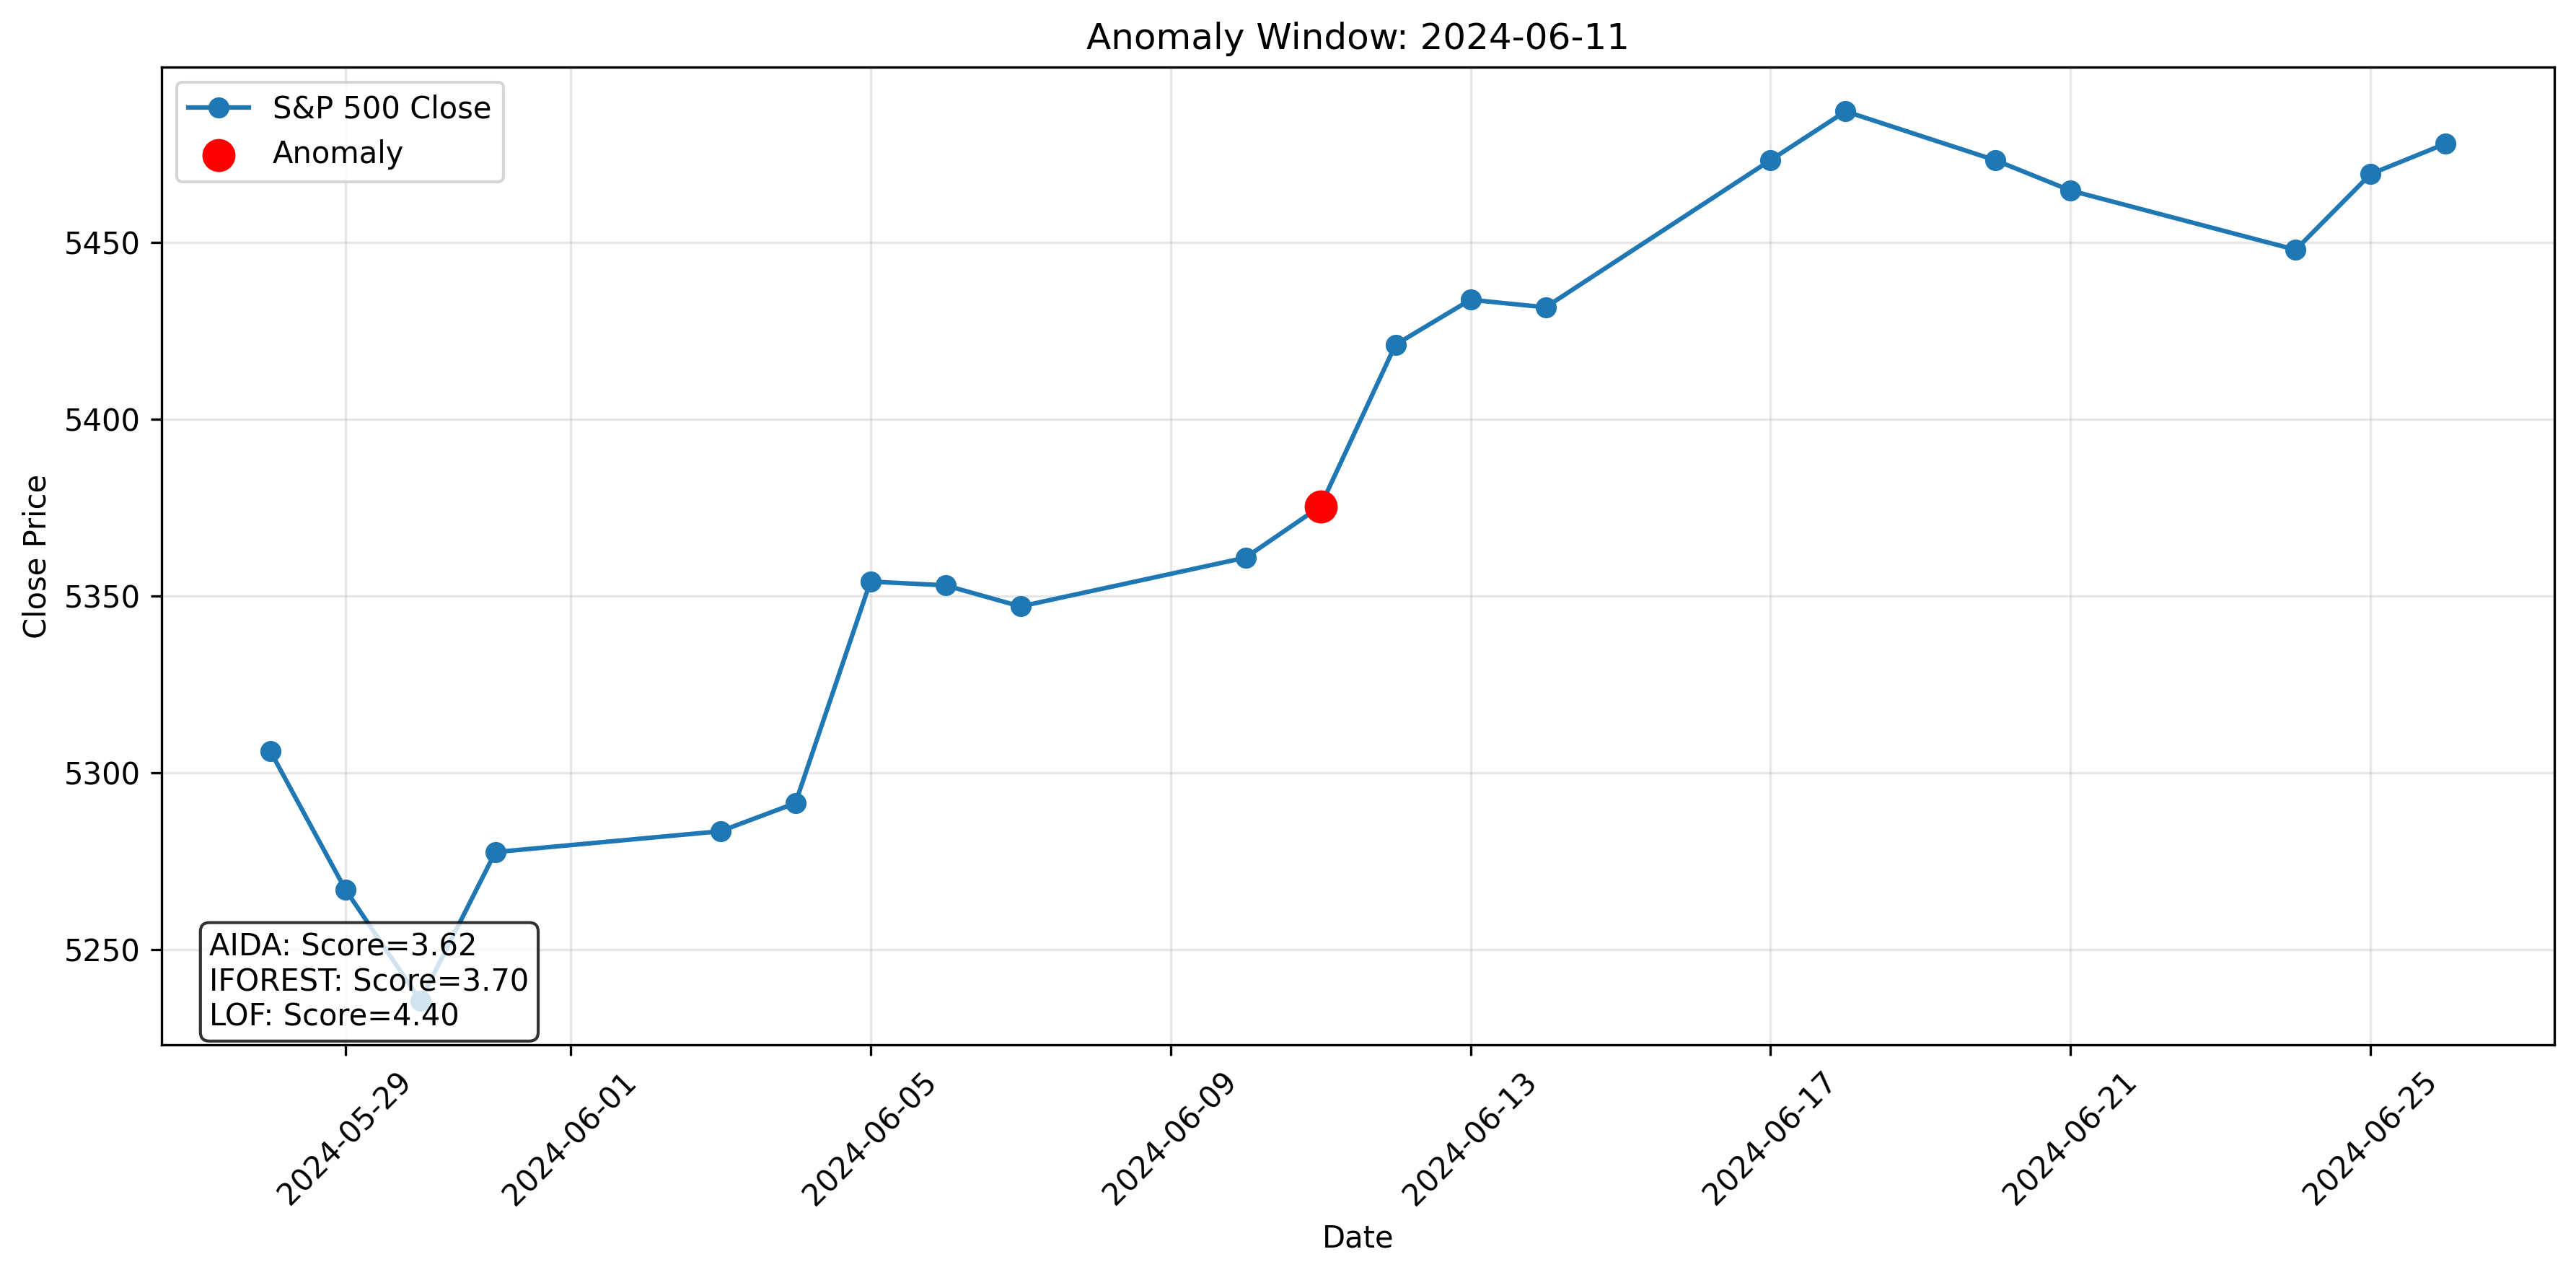 Anomaly Window: 2024-06-11
S&P 500 Close
Anomaly
Close Price
5450
5400
5350
5300
5250
AIDA: Score=3.62
IFOREST: Score=3.70
LOF: Score=4.40
2024-05-29
2024-06-01
2024-06-05
2024-06-09
2024-06-13
2024-06-17
2024-06-21
2024-06-25
Date